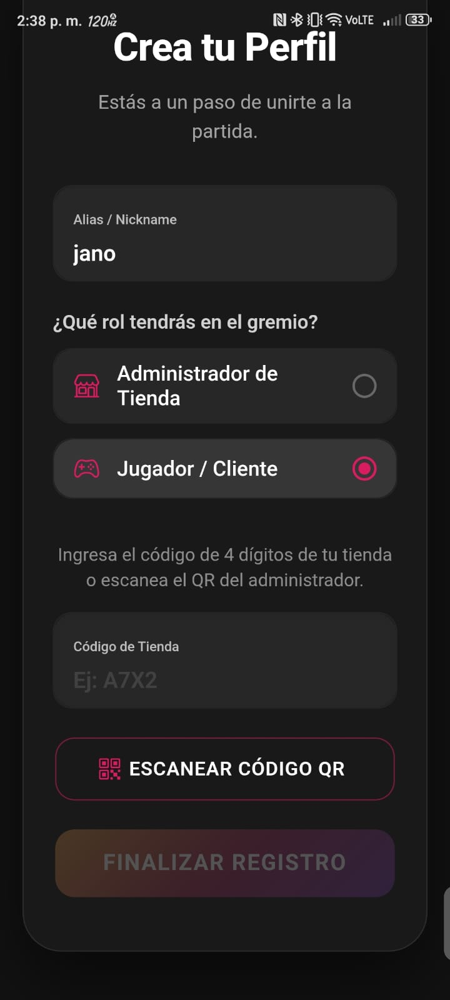 2:38 p. m. 120Hz VoLTE 33
Crea tu Perfil
Estás a un paso de unirte a la
partida.
Alias / Nickname
jano
¿Qué rol tendrás en el gremio?
Administrador de
Tienda
Jugador / Cliente
Ingresa el código de 4 dígitos de tu tienda
o escanea el QR del administrador.
Código de Tienda
Ej: A7X2
ESCANEAR CÓDIGO QR
FINALIZAR REGISTRO